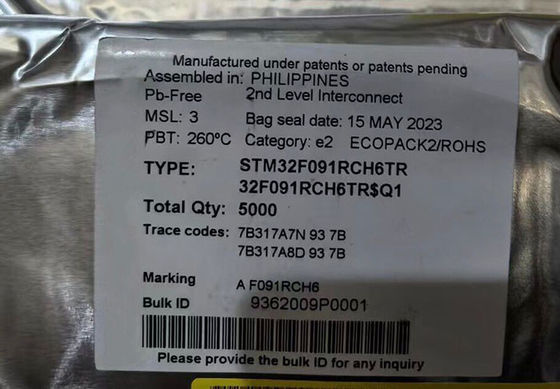 Manufactured under patents or patents pending
Assembled in: PHILIPPINES
Pb-Free 2nd Level Interconnect
MSL: 3 Bag seal date: 15 MAY 2023
PBT: 260°C Category: e2 ECOPACK2/ROHS
TYPE: STM32F091RCH6TR
32F091RCH6TR$Q1
Total Qty: 5000
Trace codes: 7B317A7N 93 7B
7B317A8D 93 7B
Marking A F091RCH6
Bulk ID 9362009P0001
Please provide the bulk ID for any inquiry